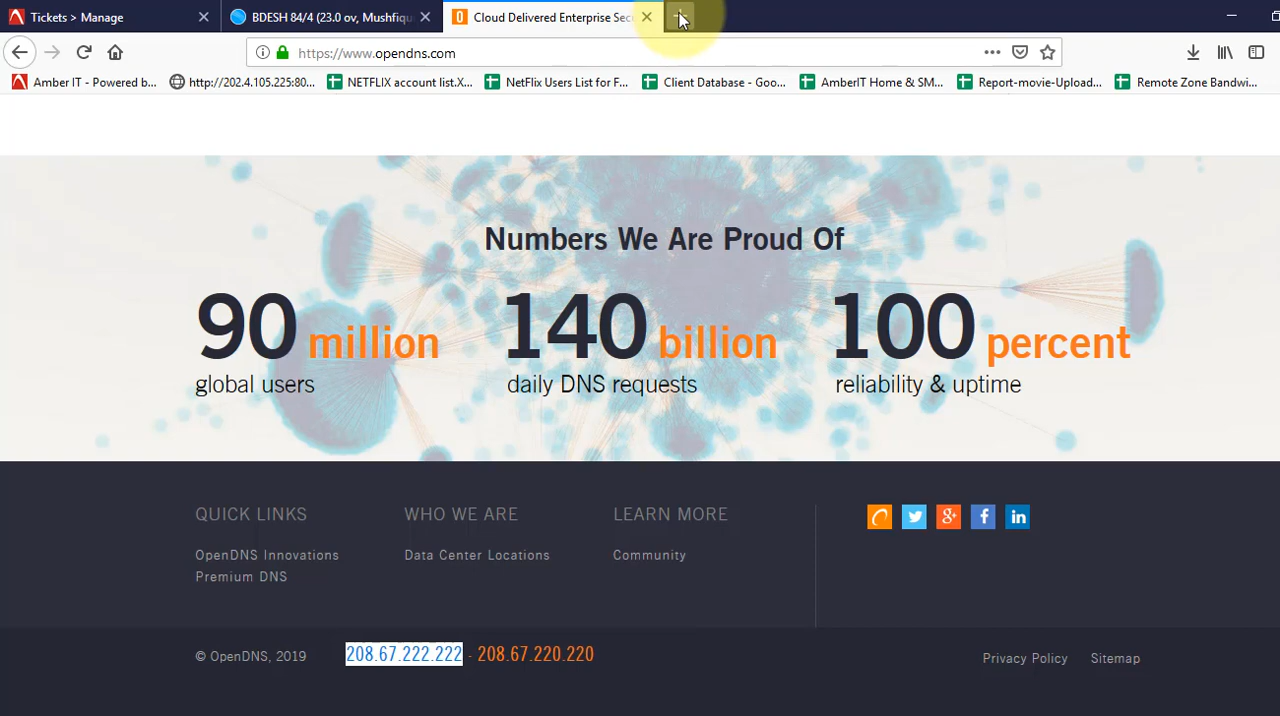 Tickets > Manage
BDESH 84/4 (23.0 ov, Mushfiqu
Cloud Delivered Enterprise Secu
https://www.opendns.com
Amber IT - Powered b...
http://202.4.105.225:80...
NETFLIX account list.X...
NetFlix Users List for F...
Client Database - Goo...
AmberIT Home & SM...
Report-movie-Upload...
Remote Zone Bandwi...
Numbers We Are Proud Of
90 million
global users
140 billion
daily DNS requests
100 percent
reliability & uptime
QUICK LINKS
OpenDNS Innovations
Premium DNS
WHO WE ARE
Data Center Locations
LEARN MORE
Community
© OpenDNS, 2019
208.67.222.222 - 208.67.220.220
Privacy Policy
Sitemap